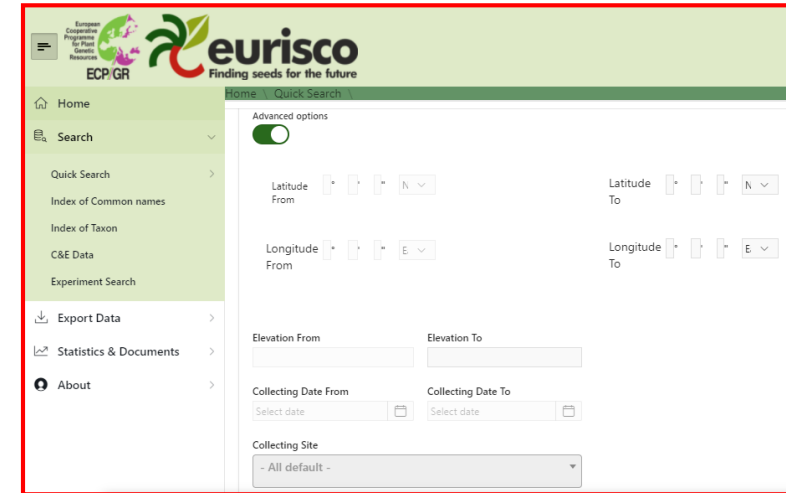 European
Cooperative
Programme
for Plant
Genetic
Resources
ECP/GR
eurisco
Finding seeds for the future
Home \ Quick Search \
Home
Search
Quick Search
Index of Common names
Index of Taxon
C&E Data
Experiment Search
Export Data
Statistics & Documents
About
Advanced options
Latitude From ° ' " N
Latitude To ° ' " N
Longitude From ° ' " E
Longitude To ° ' " E
Elevation From
Elevation To
Collecting Date From
Collecting Date To
Select date
Select date
Collecting Site
- All default -